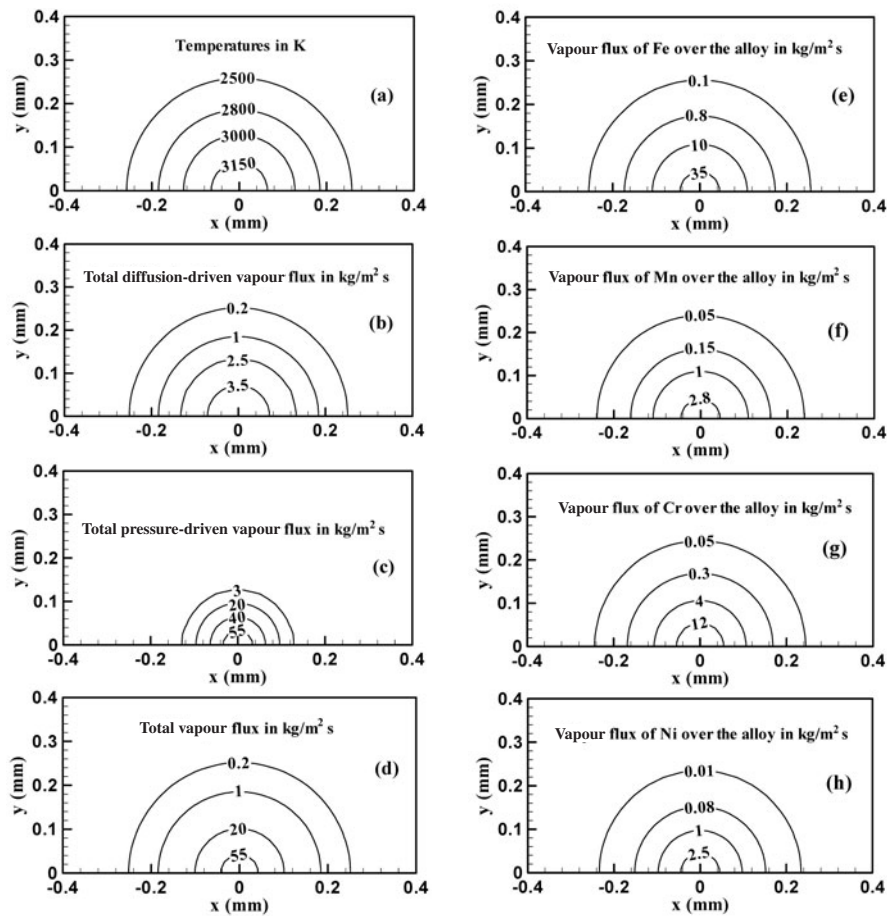 0.4
0.3
0.2
0.1
0
y (mm)
Temperatures in K
2500
2800
3000
3150
(a)
-0.4 -0.2 0 0.2 0.4
x (mm)
0.4
0.3
0.2
0.1
0
y (mm)
Total diffusion-driven vapour flux in kg/m² s
0.2
1
2.5
3.5
(b)
-0.4 -0.2 0 0.2 0.4
x (mm)
0.4
0.3
0.2
0.1
0
y (mm)
Total pressure-driven vapour flux in kg/m² s
3
20
40
55
(c)
-0.4 -0.2 0 0.2 0.4
x (mm)
0.4
0.3
0.2
0.1
0
y (mm)
Total vapour flux in kg/m² s
0.2
1
20
55
(d)
-0.4 -0.2 0 0.2 0.4
x (mm)
0.4
0.3
0.2
0.1
0
y (mm)
Vapour flux of Fe over the alloy in kg/m² s
0.1
0.8
10
35
(e)
-0.4 -0.2 0 0.2 0.4
x (mm)
0.4
0.3
0.2
0.1
0
y (mm)
Vapour flux of Mn over the alloy in kg/m² s
0.05
0.15
1
2.8
(f)
-0.4 -0.2 0 0.2 0.4
x (mm)
0.4
0.3
0.2
0.1
0
y (mm)
Vapour flux of Cr over the alloy in kg/m² s
0.05
0.3
4
12
(g)
-0.4 -0.2 0 0.2 0.4
x (mm)
0.4
0.3
0.2
0.1
0
y (mm)
Vapour flux of Ni over the alloy in kg/m² s
0.01
0.08
1
2.5
(h)
-0.4 -0.2 0 0.2 0.4
x (mm)